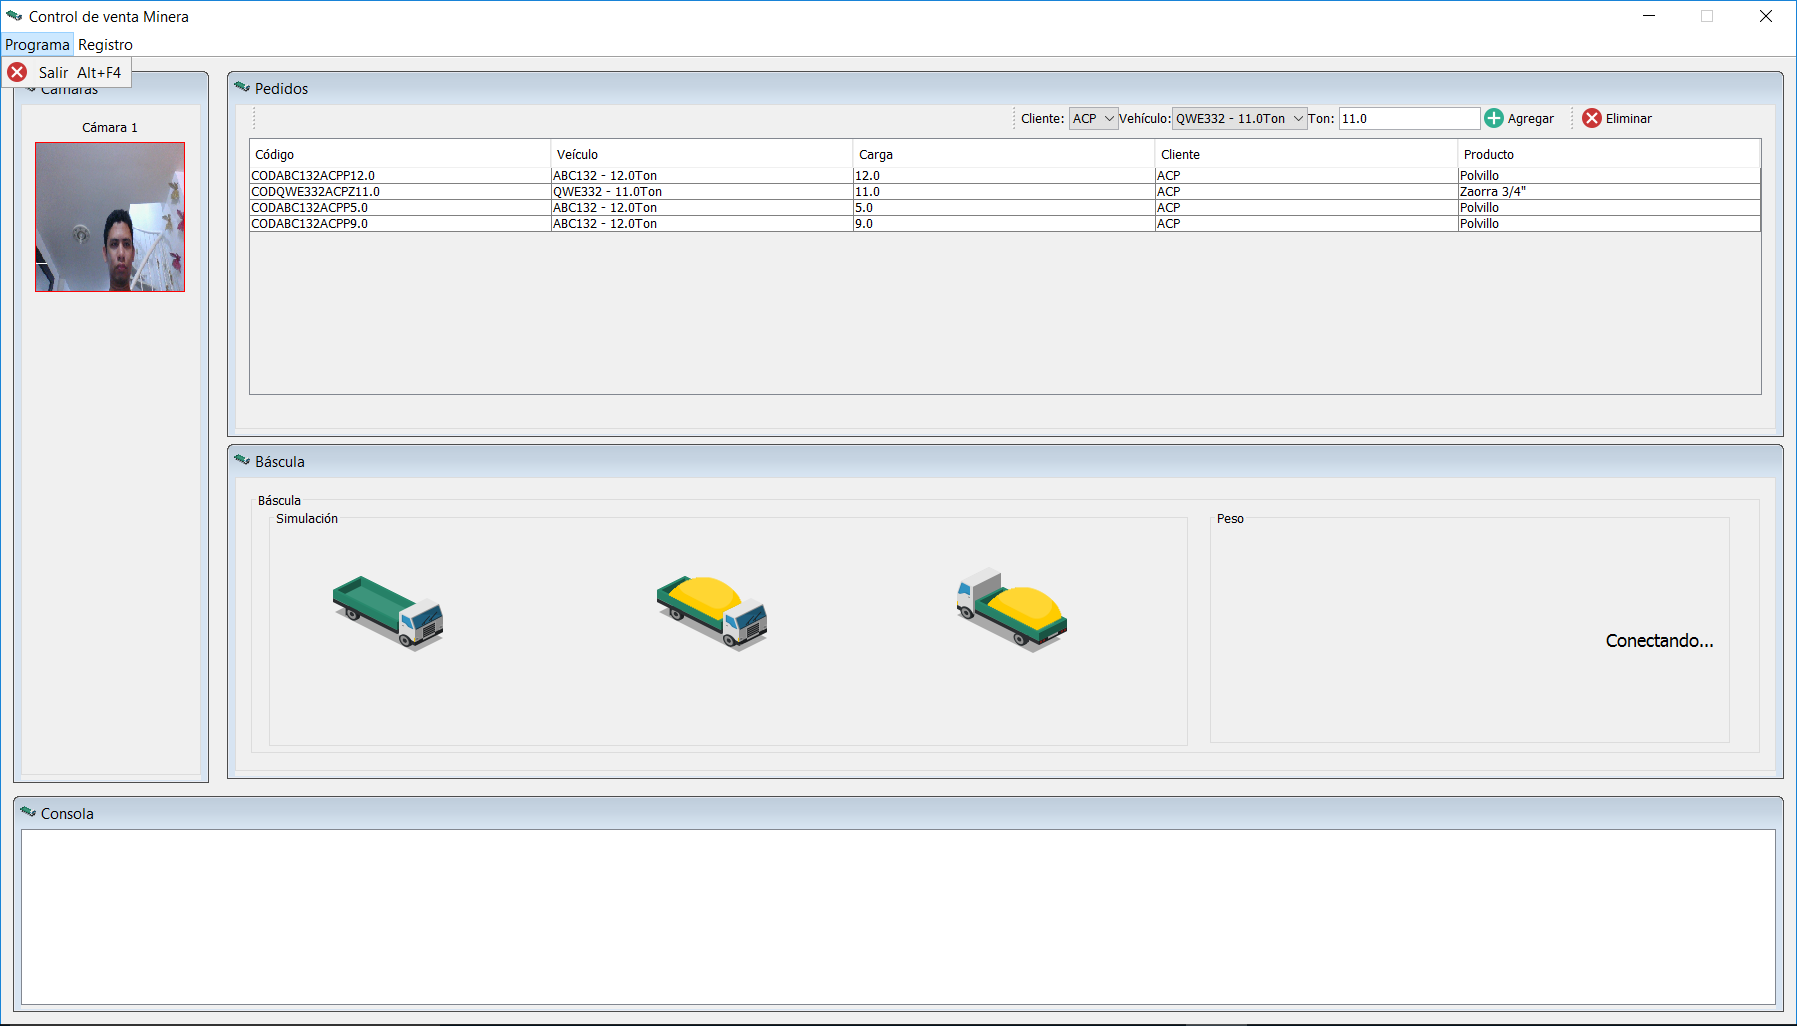 Control de venta Minera
Programa Registro
Salir Alt+F4
Cámaras
Cámara 1
Pedidos
Cliente: ACP Vehículo: QWE332 - 11.0Ton Ton: 11.0 Agregar Eliminar
Código Veículo Carga Cliente Producto
CODABC132ACPP12.0 ABC132 - 12.0Ton 12.0 ACP Polvillo
CODQWE332ACPZ11.0 QWE332 - 11.0Ton 11.0 ACP Zaorra 3/4"
CODABC132ACPP5.0 ABC132 - 12.0Ton 5.0 ACP Polvillo
CODABC132ACPP9.0 ABC132 - 12.0Ton 9.0 ACP Polvillo
Báscula
Báscula
Simulación Peso
Conectando...
Consola